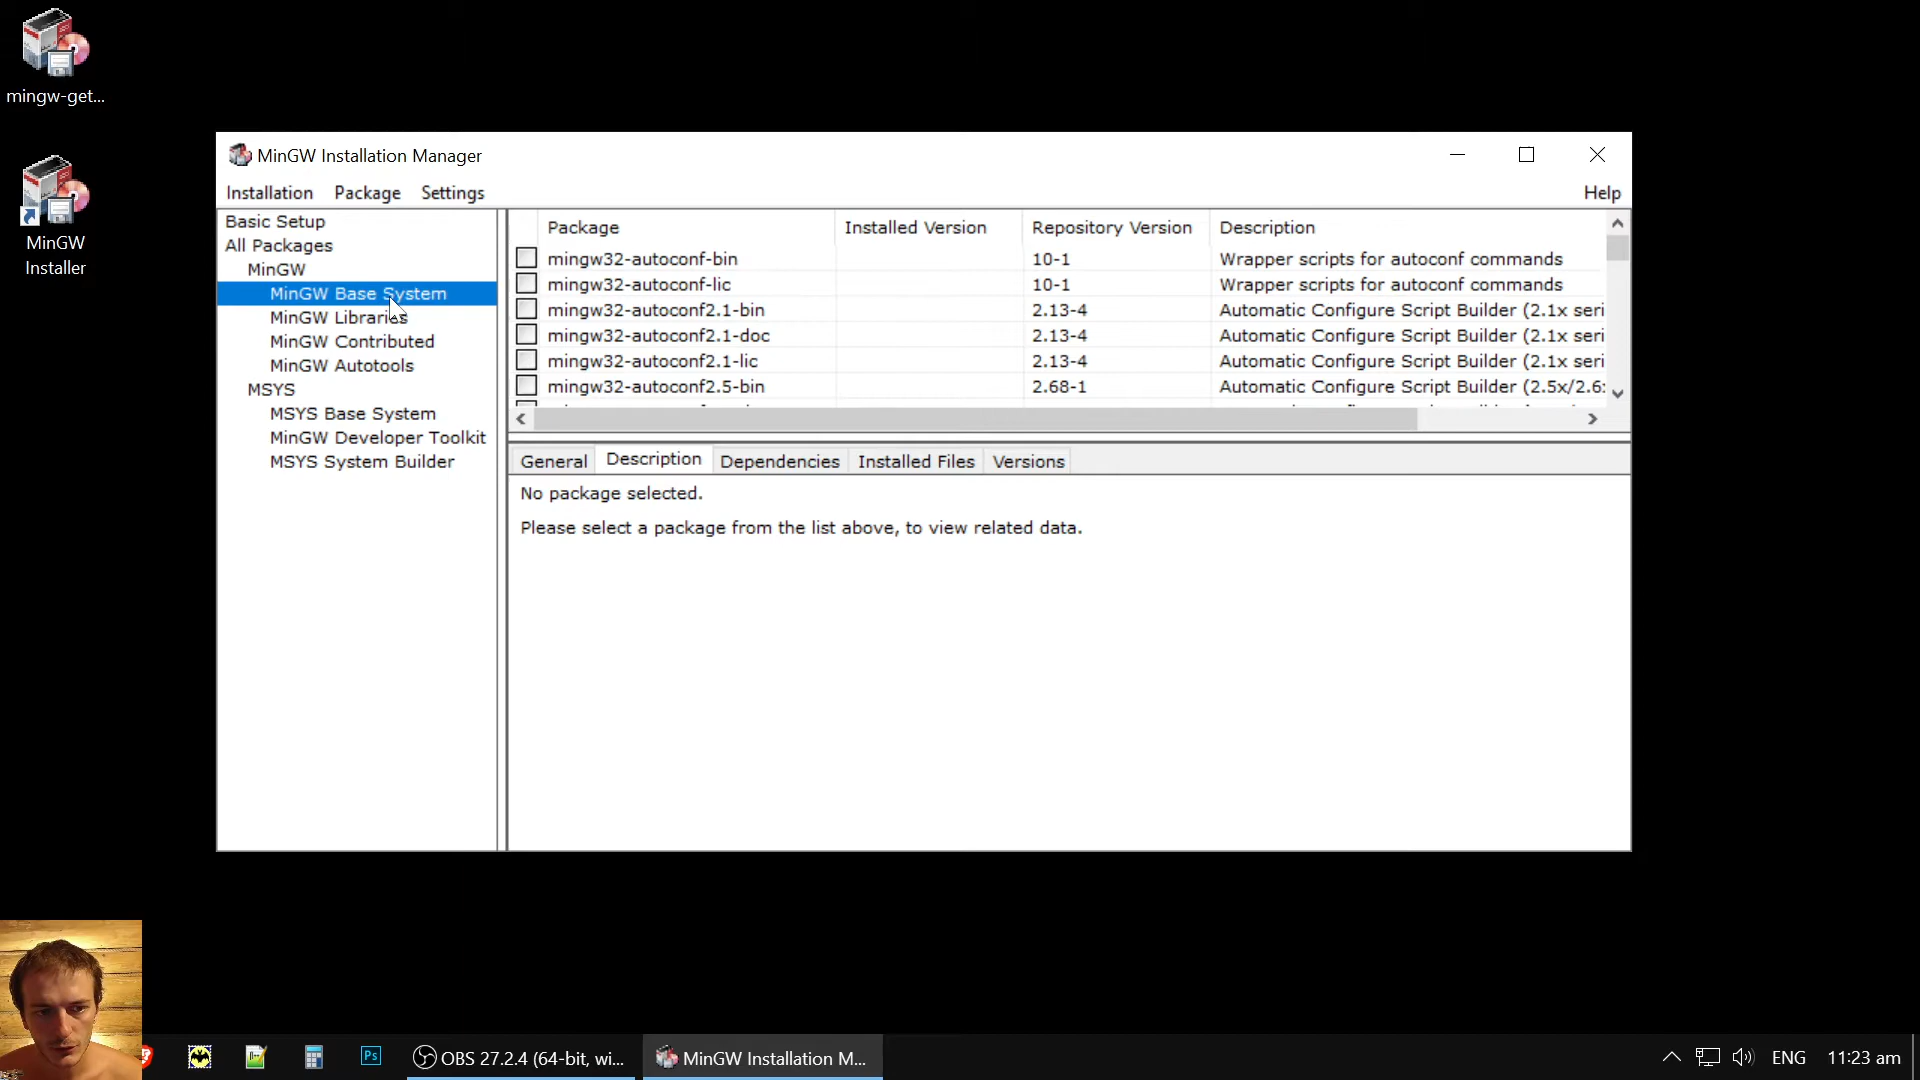 mingw-get...
MinGW
Installer
MinGW Installation Manager
Installation Package Settings Help
Basic Setup
All Packages
MinGW
MinGW Base System
MinGW Libraries
MinGW Contributed
MinGW Autotools
MSYS
MSYS Base System
MinGW Developer Toolkit
MSYS System Builder
Package Installed Version Repository Version Description
mingw32-autoconf-bin 10-1 Wrapper scripts for autoconf commands
mingw32-autoconf-lic 10-1 Wrapper scripts for autoconf commands
mingw32-autoconf2.1-bin 2.13-4 Automatic Configure Script Builder (2.1x seri
mingw32-autoconf2.1-doc 2.13-4 Automatic Configure Script Builder (2.1x seri
mingw32-autoconf2.1-lic 2.13-4 Automatic Configure Script Builder (2.1x seri
mingw32-autoconf2.5-bin 2.68-1 Automatic Configure Script Builder (2.5x/2.6:
General Description Dependencies Installed Files Versions
No package selected.
Please select a package from the list above, to view related data.
Ps OBS 27.2.4 (64-bit, wi... MinGW Installation M... ENG 11:23 am